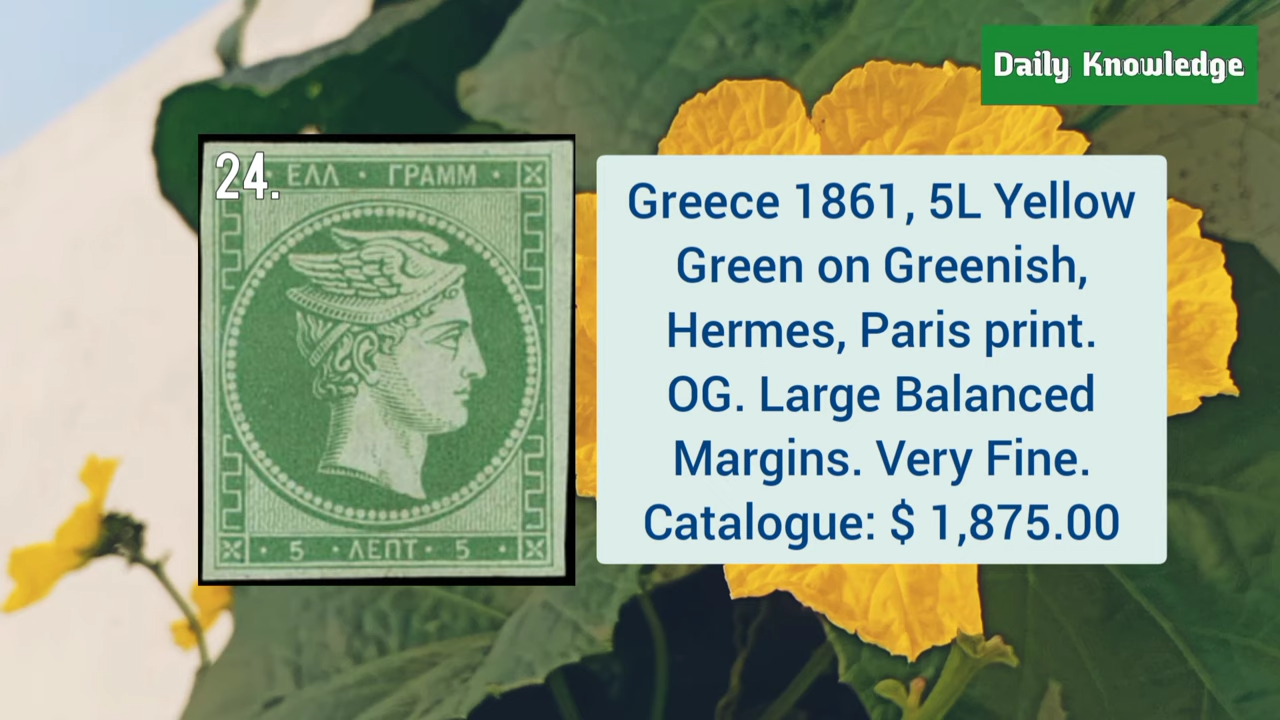 Daily Knowledge
24.
ΕΛΛ · ΓΡΑΜΜ ·
· 5 · ΛΕΠΤ · 5 ·
Greece 1861, 5L Yellow
Green on Greenish,
Hermes, Paris print.
OG. Large Balanced
Margins. Very Fine.
Catalogue: $ 1,875.00